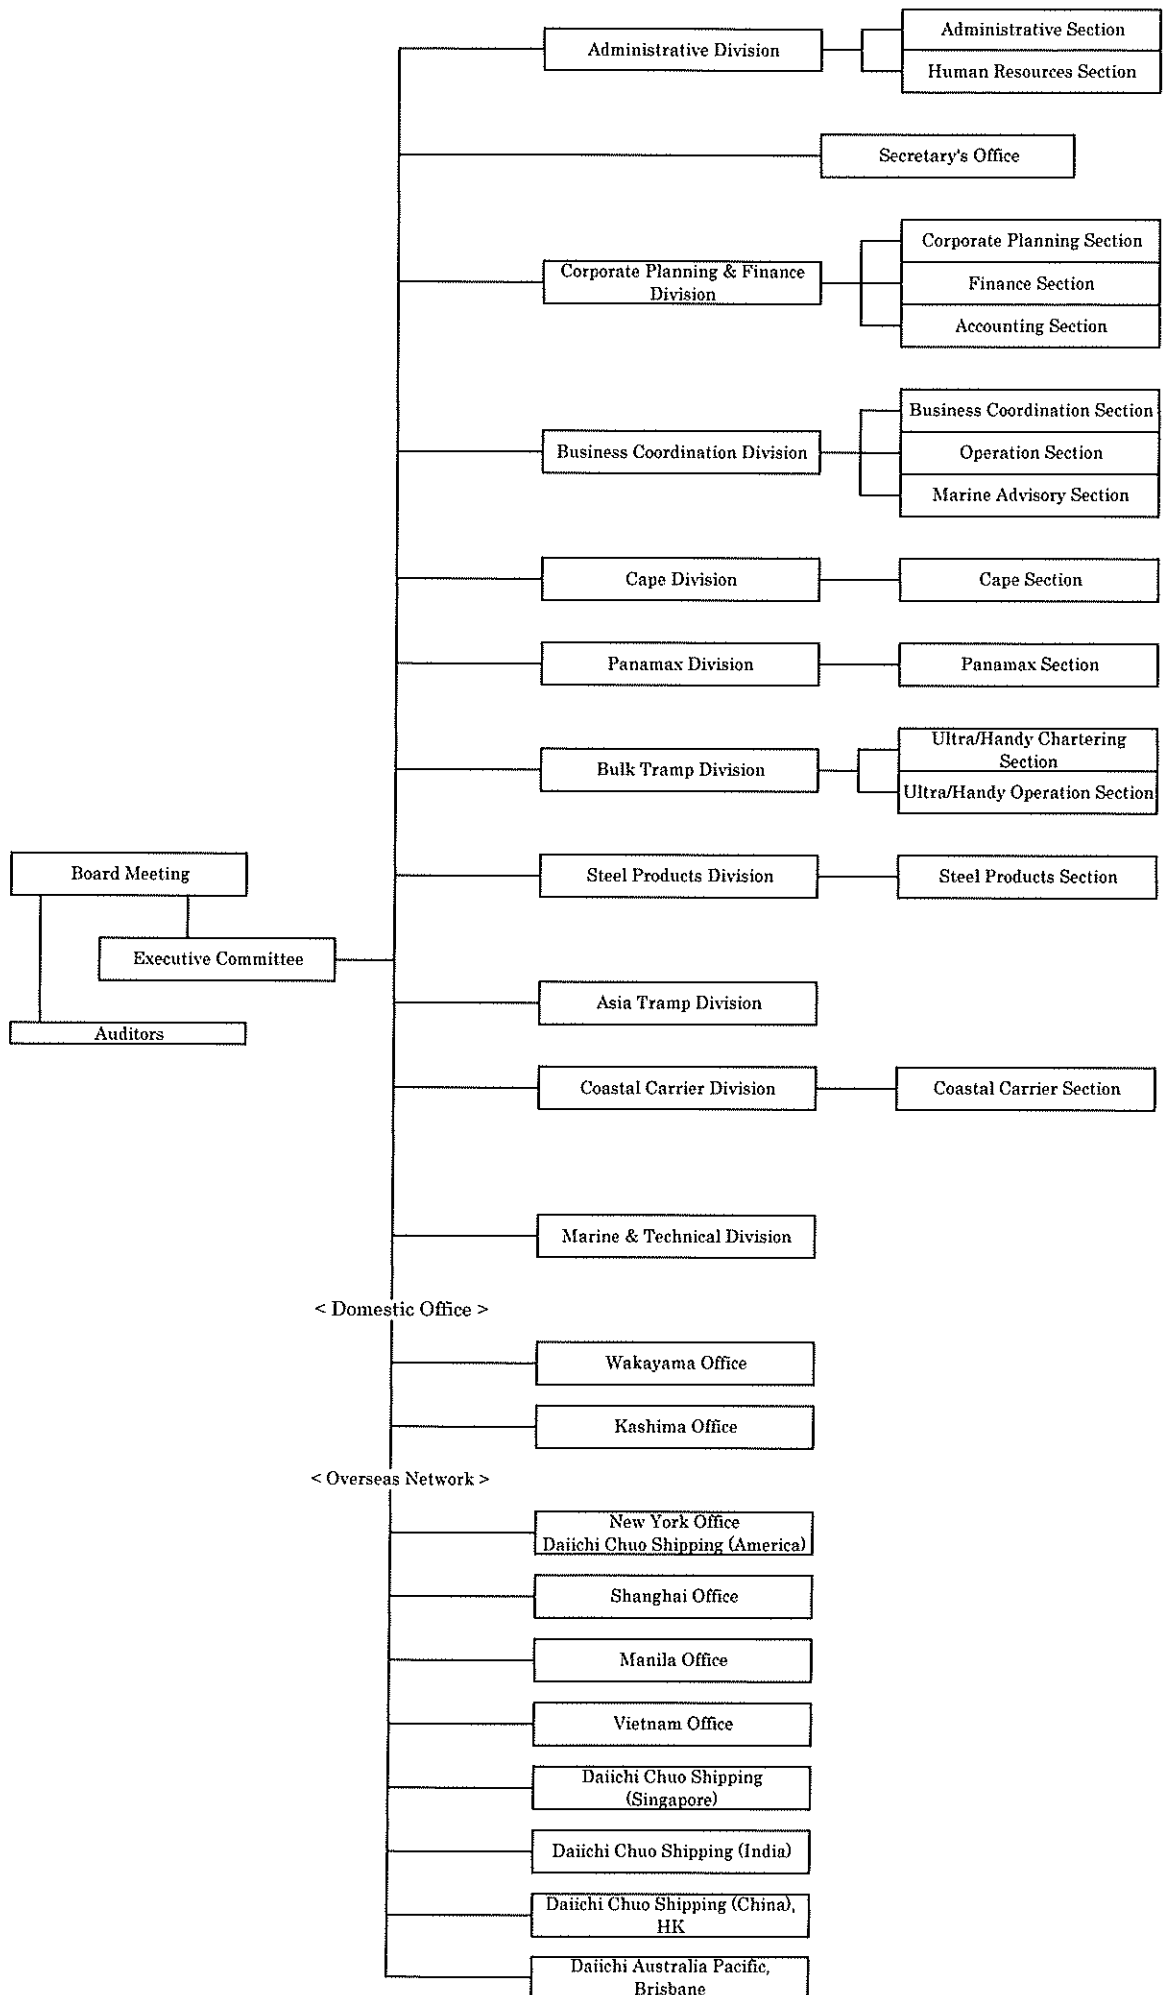 Administrative Division
Administrative Section
Human Resources Section
Secretary's Office
Corporate Planning & Finance
Division
Corporate Planning Section
Finance Section
Accounting Section
Business Coordination Division
Business Coordination Section
Operation Section
Marine Advisory Section
Cape Division
Cape Section
Panamax Division
Panamax Section
Bulk Tramp Division
Ultra/Handy Chartering
Section
Ultra/Handy Operation Section
Board Meeting
Steel Products Division
Steel Products Section
Executive Committee
Auditors
Asia Tramp Division
Coastal Carrier Division
Coastal Carrier Section
Marine & Technical Division
< Domestic Office >
Wakayama Office
Kashima Office
< Overseas Network >
New York Office
Daiichi Chuo Shipping (America)
Shanghai Office
Manila Office
Vietnam Office
Daiichi Chuo Shipping
(Singapore)
Daiichi Chuo Shipping (India)
Daiichi Chuo Shipping (China),
HK
Daiichi Australia Pacific,
Brisbane